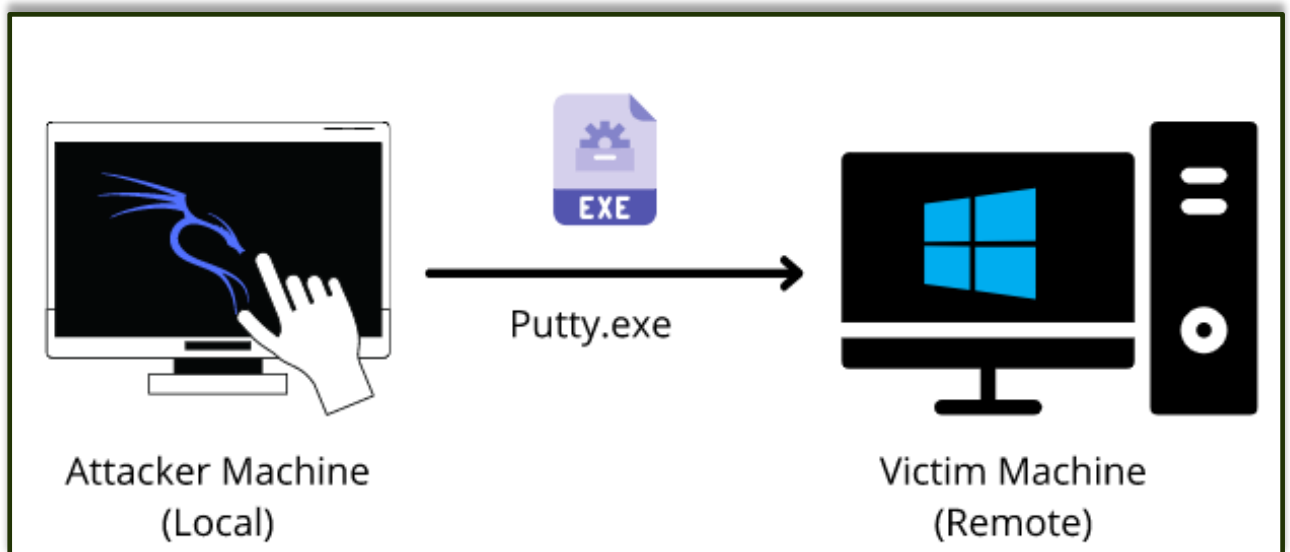 EXE
Putty.exe
Attacker Machine
(Local)
Victim Machine
(Remote)